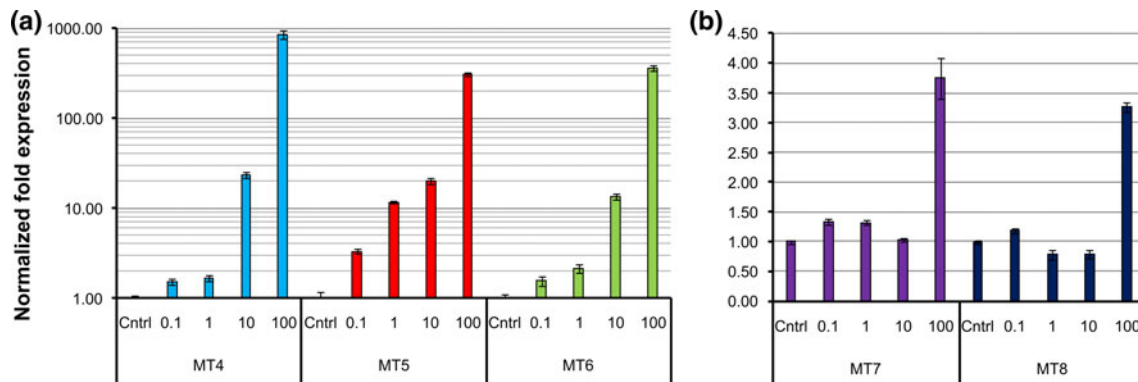 (a)
Normalized fold expression
1000.00
100.00
10.00
1.00
Cntrl 0.1 1 10 100 Cntrl 0.1 1 10 100 Cntrl 0.1 1 10 100
MT4 MT5 MT6
(b)
4.50
4.00
3.50
3.00
2.50
2.00
1.50
1.00
0.50
0.00
Cntrl 0.1 1 10 100 Cntrl 0.1 1 10 100
MT7 MT8